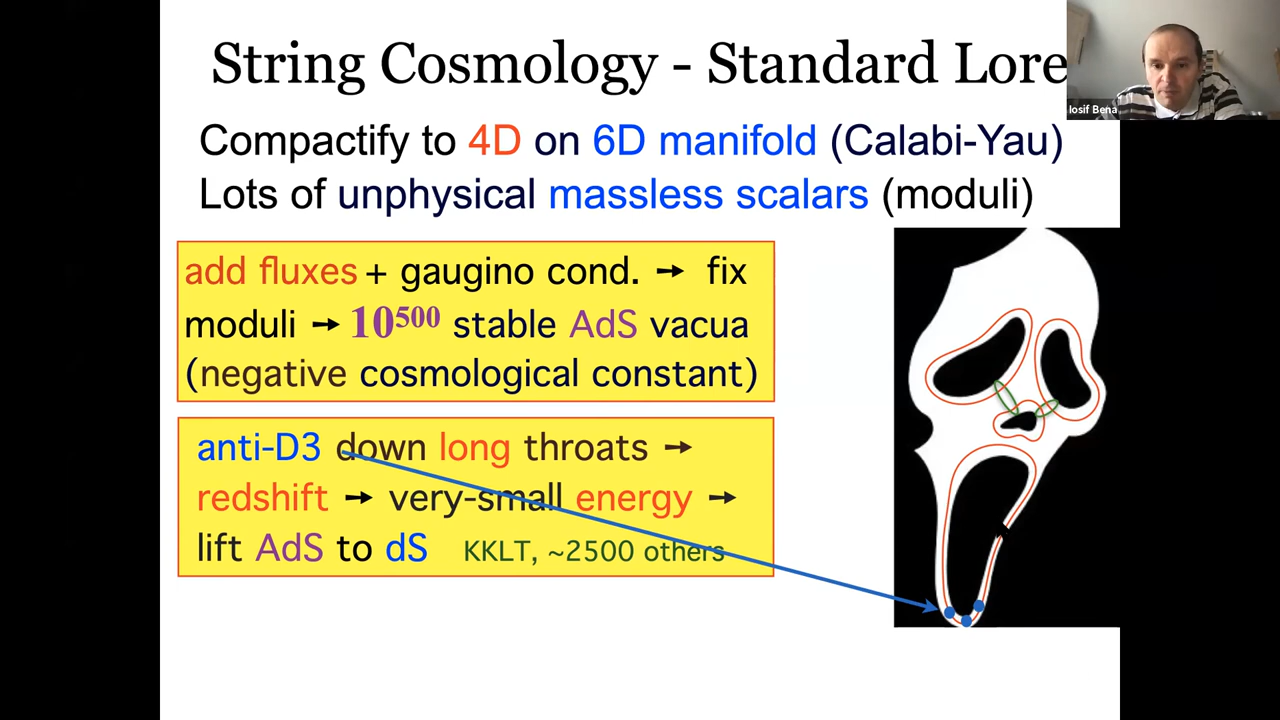 String Cosmology - Standard Lore
Iosif Bena
Compactify to 4D on 6D manifold (Calabi-Yau)
Lots of unphysical massless scalars (moduli)
add fluxes + gaugino cond. → fix
moduli → 10⁵⁰⁰ stable AdS vacua
(negative cosmological constant)
anti-D3 down long throats →
redshift → very-small energy →
lift AdS to dS KKLT, ~2500 others